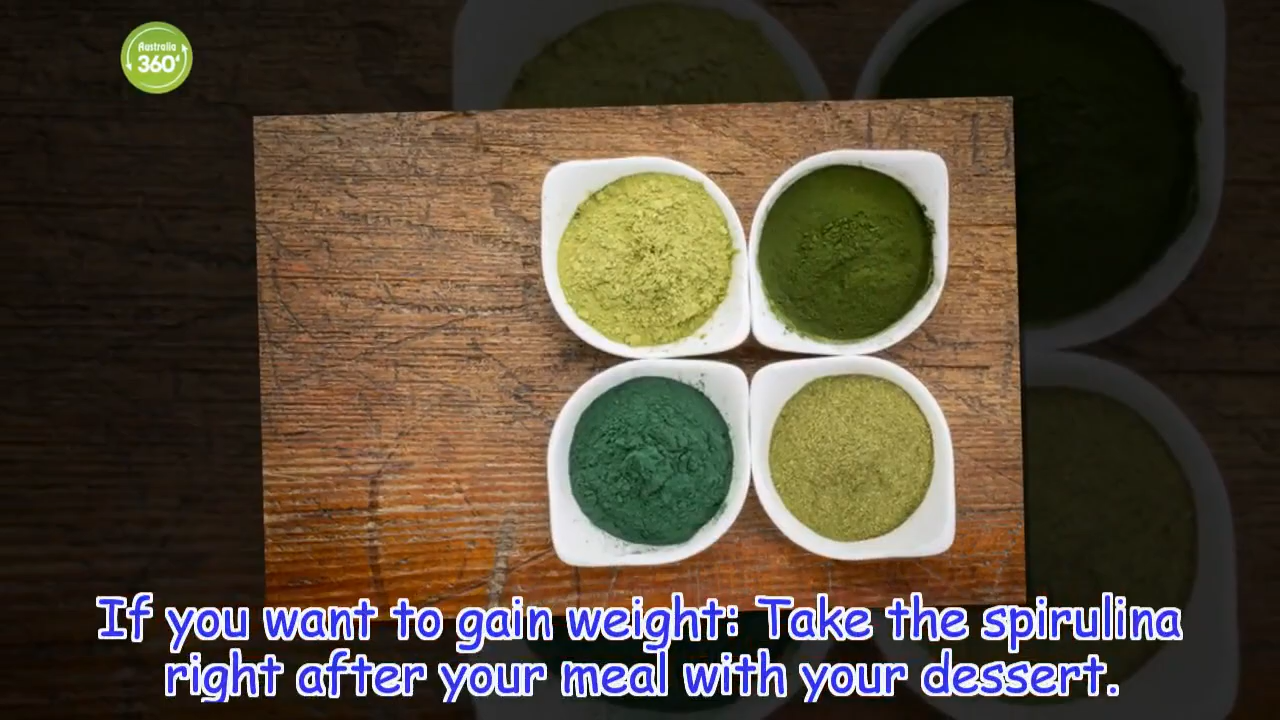 Australia
360°
If you want to gain weight: Take the spirulina
right after your meal with your dessert.